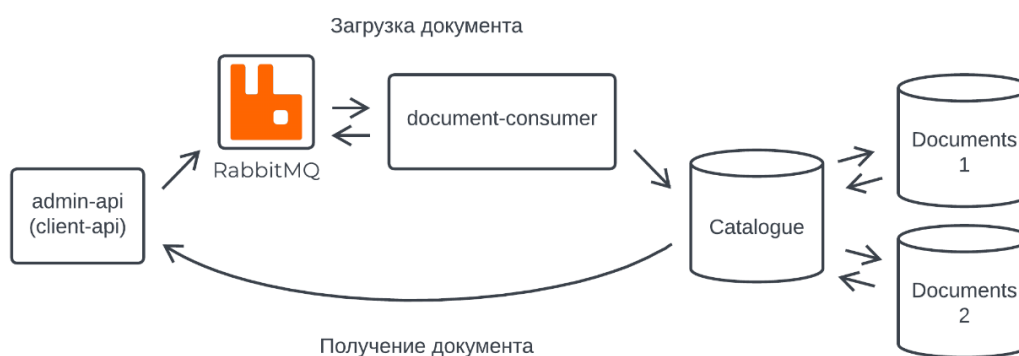 Загрузка документа
RabbitMQ
document-consumer
admin-api
(client-api)
Catalogue
Documents
1
Documents
2
Получение документа